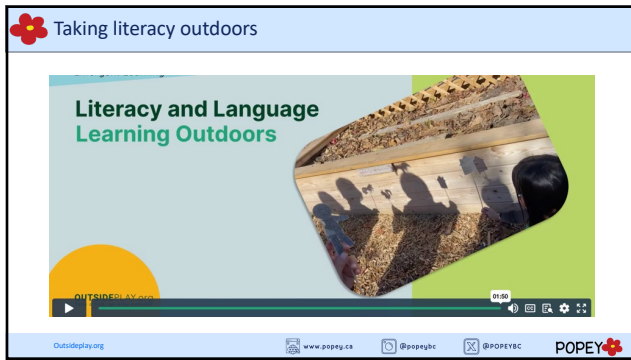 Taking literacy outdoors
Literacy and Language
Learning Outdoors
OUTSIDEPLAY.org
01:50
Outsideplay.org
www.popey.ca
@popeybc
@POPEYBC
POPEY